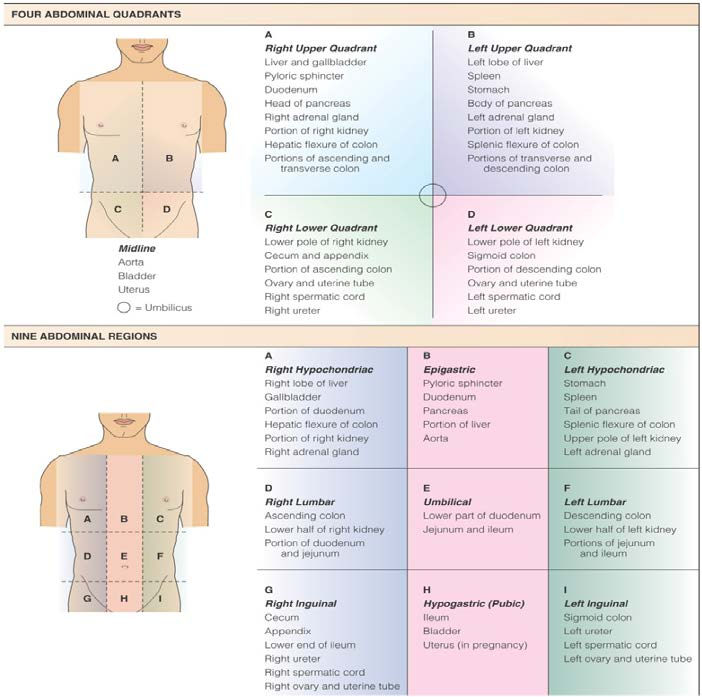 FOUR ABDOMINAL QUADRANTS
A
B
C
D
Midline
Aorta
Bladder
Uterus
= Umbilicus
A
Right Upper Quadrant
Liver and gallbladder
Pyloric sphincter
Duodenum
Head of pancreas
Right adrenal gland
Portion of right kidney
Hepatic flexure of colon
Portions of ascending and
transverse colon
B
Left Upper Quadrant
Left lobe of liver
Spleen
Stomach
Body of pancreas
Left adrenal gland
Portion of left kidney
Splenic flexure of colon
Portions of transverse and
descending colon
C
Right Lower Quadrant
Lower pole of right kidney
Cecum and appendix
Portion of ascending colon
Ovary and uterine tube
Right spermatic cord
Right ureter
D
Left Lower Quadrant
Lower pole of left kidney
Sigmoid colon
Portion of descending colon
Ovary and uterine tube
Left spermatic cord
Left ureter
NINE ABDOMINAL REGIONS
A B C
D E F
G H I
A
Right Hypochondriac
Right lobe of liver
Gallbladder
Portion of duodenum
Hepatic flexure of colon
Portion of right kidney
Right adrenal gland
B
Epigastric
Pyloric sphincter
Duodenum
Pancreas
Portion of liver
Aorta
C
Left Hypochondriac
Stomach
Spleen
Tail of pancreas
Splenic flexure of colon
Upper pole of left kidney
Left adrenal gland
D
Right Lumbar
Ascending colon
Lower half of right kidney
Portion of duodenum
and jejunum
E
Umbilical
Lower part of duodenum
Jejunum and ileum
F
Left Lumbar
Descending colon
Lower half of left kidney
Portions of jejunum
and ileum
G
Right Inguinal
Cecum
Appendix
Lower end of ileum
Right ureter
Right spermatic cord
Right ovary and uterine tube
H
Hypogastric (Pubic)
Ileum
Bladder
Uterus (in pregnancy)
I
Left Inguinal
Sigmoid colon
Left ureter
Left spermatic cord
Left ovary and uterine tube